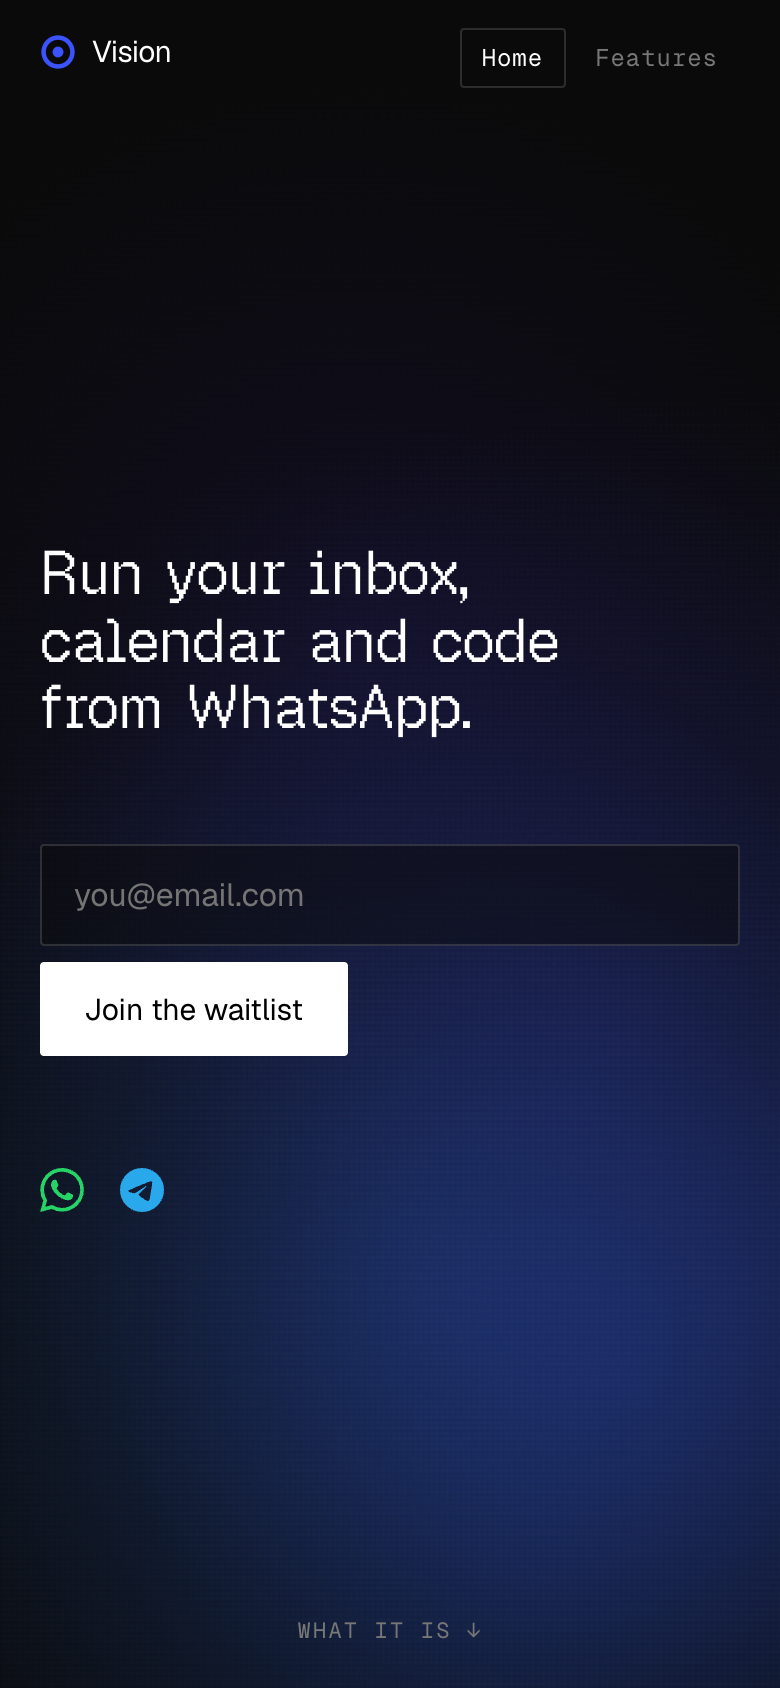 Vision
Home
Features
Run your inbox,
calendar and code
from WhatsApp.
you@email.com
Join the waitlist
WHAT IT IS ↓